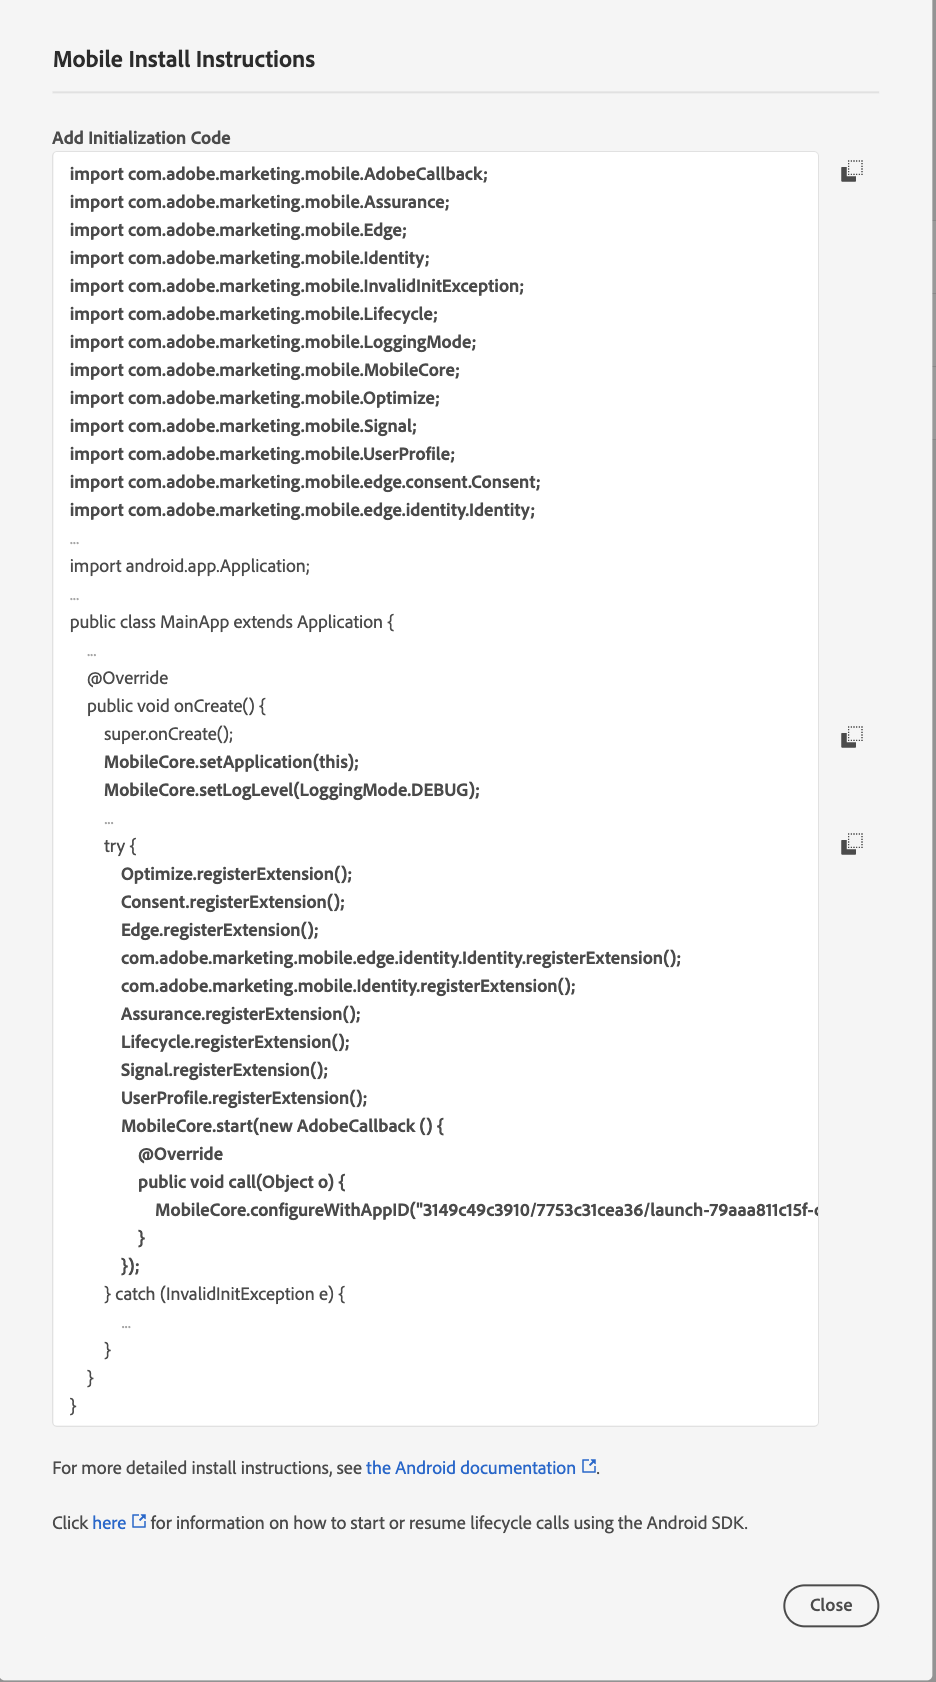 Mobile Install Instructions
Add Initialization Code
import com.adobe.marketing.mobile.AdobeCallback;
import com.adobe.marketing.mobile.Assurance;
import com.adobe.marketing.mobile.Edge;
import com.adobe.marketing.mobile.Identity;
import com.adobe.marketing.mobile.InvalidInitException;
import com.adobe.marketing.mobile.Lifecycle;
import com.adobe.marketing.mobile.LoggingMode;
import com.adobe.marketing.mobile.MobileCore;
import com.adobe.marketing.mobile.Optimize;
import com.adobe.marketing.mobile.Signal;
import com.adobe.marketing.mobile.UserProfile;
import com.adobe.marketing.mobile.edge.consent.Consent;
import com.adobe.marketing.mobile.edge.identity.Identity;
...
import android.app.Application;
...
public class MainApp extends Application {
...
@Override
public void onCreate() {
super.onCreate();
MobileCore.setApplication(this);
MobileCore.setLogLevel(LoggingMode.DEBUG);
...
try {
Optimize.registerExtension();
Consent.registerExtension();
Edge.registerExtension();
com.adobe.marketing.mobile.edge.identity.Identity.registerExtension();
com.adobe.marketing.mobile.Identity.registerExtension();
Assurance.registerExtension();
Lifecycle.registerExtension();
Signal.registerExtension();
UserProfile.registerExtension();
MobileCore.start(new AdobeCallback () {
@Override
public void call(Object o) {
MobileCore.configureWithAppID("3149c49c3910/7753c31cea36/launch-79aaa811c15f-
}
});
} catch (InvalidInitException e) {
...
}
}
}
For more detailed install instructions, see the Android documentation.
Click here for information on how to start or resume lifecycle calls using the Android SDK.
Close